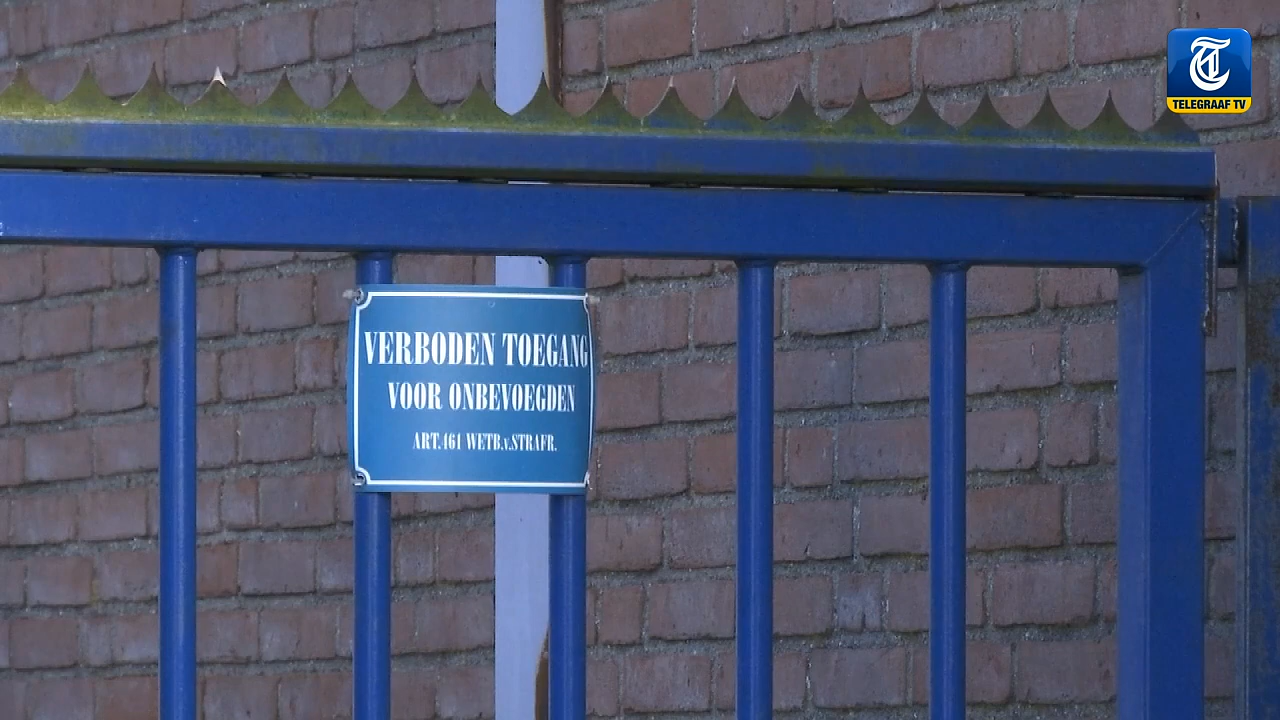 TELEGRAAF TV
VERBODEN TOEGANG
VOOR ONBEVOEGDEN
ART.461 WETB.v.STRAFR.